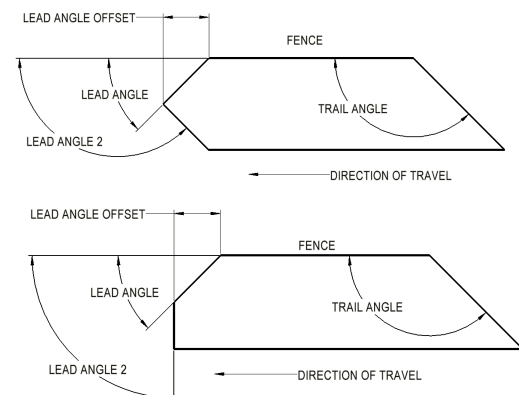 LEAD ANGLE OFFSET
FENCE
LEAD ANGLE
TRAIL ANGLE
LEAD ANGLE 2
DIRECTION OF TRAVEL
LEAD ANGLE OFFSET
FENCE
LEAD ANGLE
TRAIL ANGLE
LEAD ANGLE 2
DIRECTION OF TRAVEL